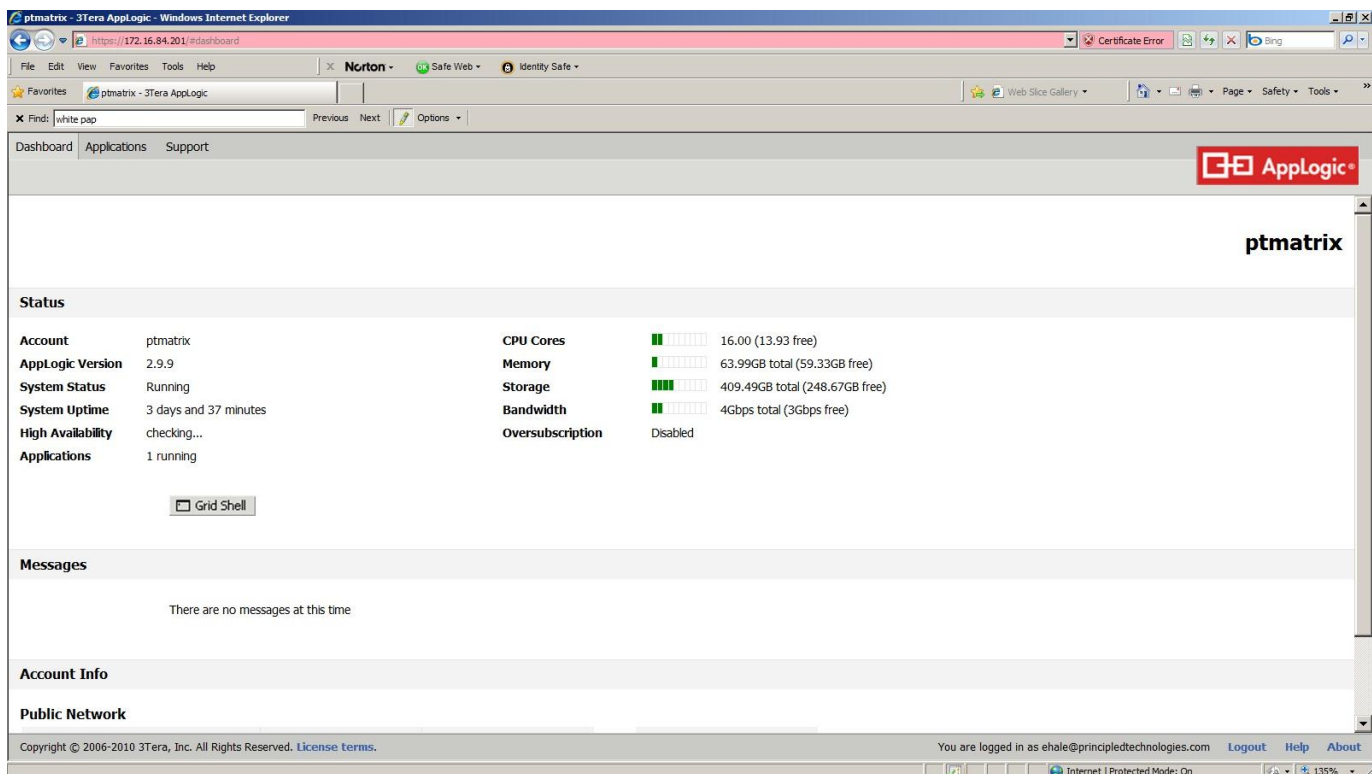 ptmatrix - 3Tera AppLogic - Windows Internet Explorer
https://172.16.84.201/#dashboard
Certificate Error
Bing
File Edit View Favorites Tools Help
x Norton - OK Safe Web - Identity Safe -
Favorites ptmatrix - 3Tera AppLogic
Web Slice Gallery Page Safety Tools »
x Find: white pap Previous Next Options
Dashboard Applications Support
AppLogic®
ptmatrix
Status
Account ptmatrix CPU Cores 16.00 (13.93 free)
AppLogic Version 2.9.9 Memory 63.99GB total (59.33GB free)
System Status Running Storage 409.49GB total (248.67GB free)
System Uptime 3 days and 37 minutes Bandwidth 4Gbps total (3Gbps free)
High Availability checking... Oversubscription Disabled
Applications 1 running
Grid Shell
Messages
There are no messages at this time
Account Info
Public Network
Copyright © 2006-2010 3Tera, Inc. All Rights Reserved. License terms. You are logged in as ehale@principledtechnologies.com Logout Help About
Internet | Protected Mode: On 135%